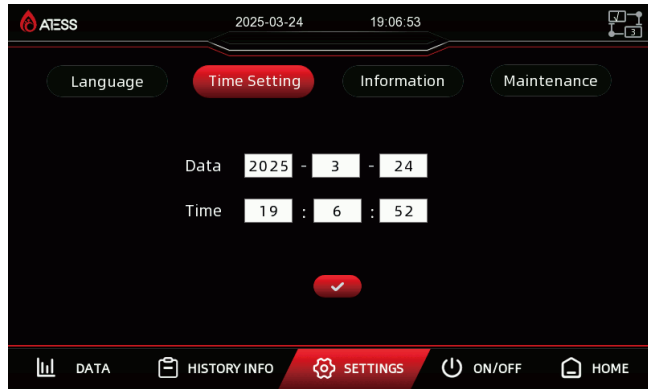 ATESS 2025-03-24 19:06:53 3
Language Time Setting Information Maintenance
Data 2025 - 3 - 24
Time 19 : 6 : 52
DATA HISTORY INFO SETTINGS ON/OFF HOME